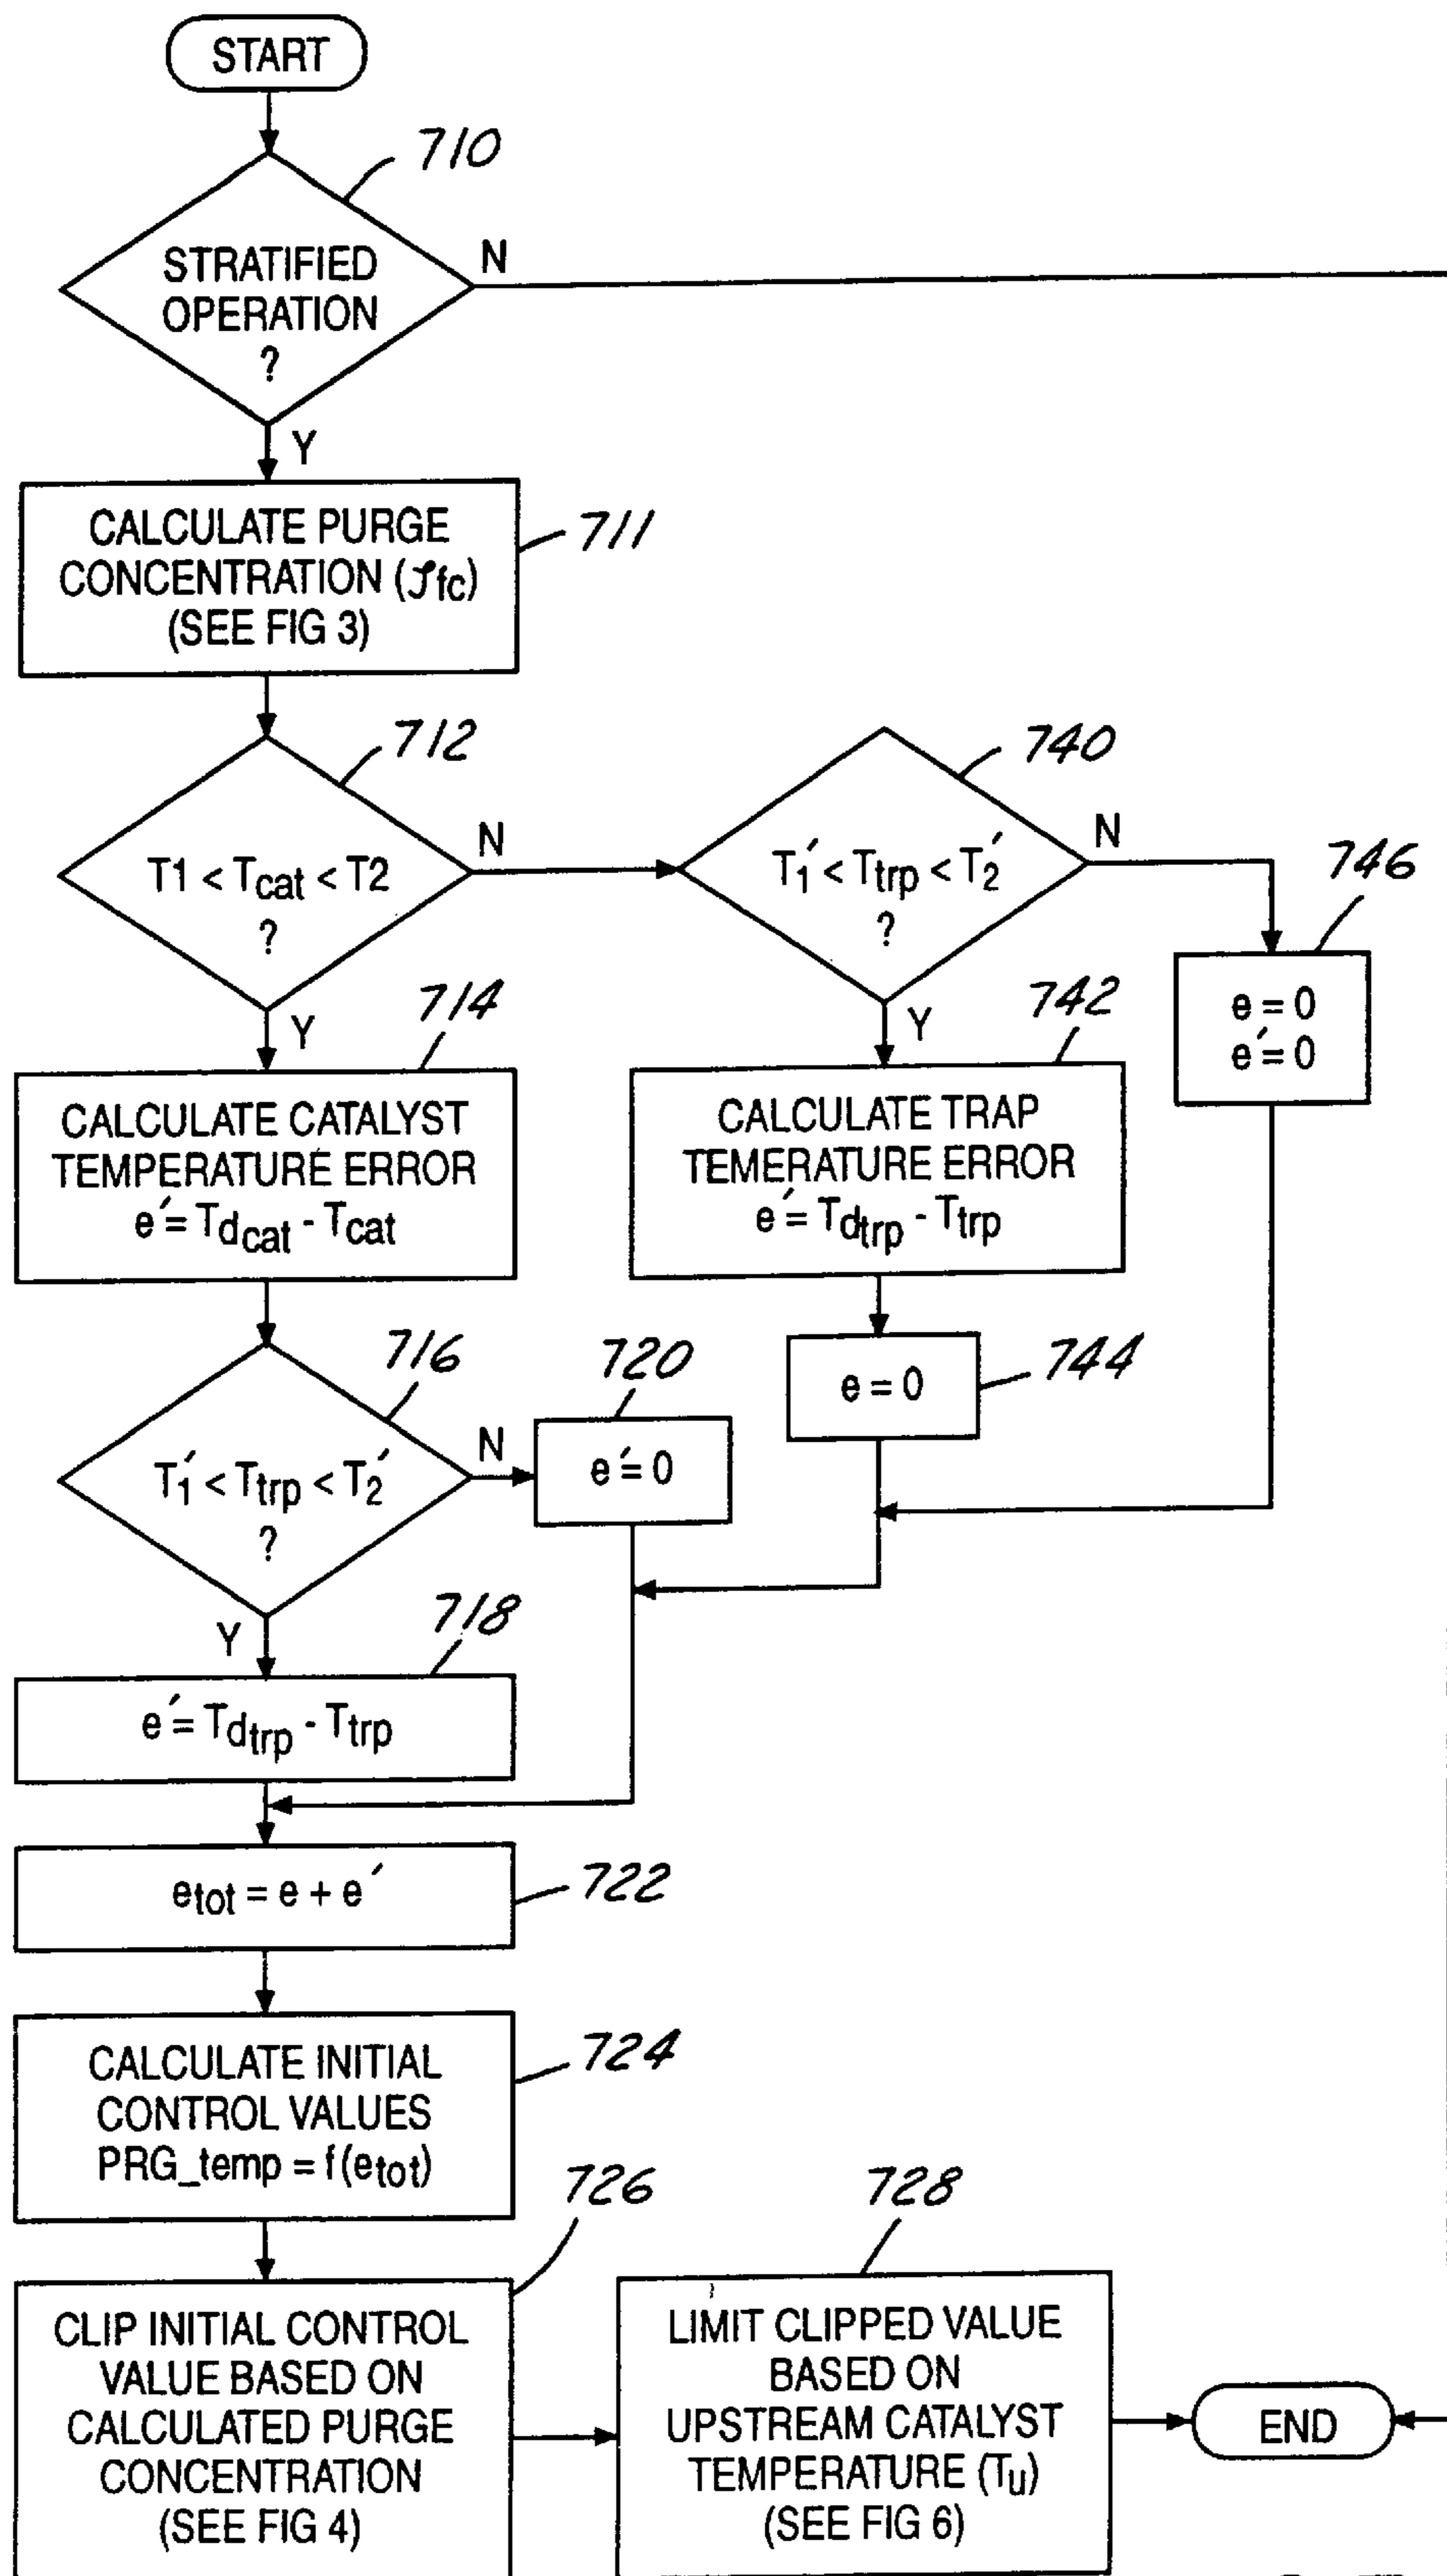 START
710
STRATIFIED
OPERATION
?
N
Y
CALCULATE PURGE
CONCENTRATION (ℐfc)
(SEE FIG 3)
711
712
T1 < Tcat < T2
?
N
Y
740
T1′ < Ttrp < T2′
?
N
Y
746
e = 0
e′ = 0
714
CALCULATE CATALYST
TEMPERATURE ERROR
e′ = Tdcat - Tcat
742
CALCULATE TRAP
TEMERATURE ERROR
e′ = Tdtrp - Ttrp
744
e = 0
716
T1′ < Ttrp < T2′
?
N
Y
720
e′ = 0
718
e′ = Tdtrp - Ttrp
722
etot = e + e′
724
CALCULATE INITIAL
CONTROL VALUES
PRG_temp = f(etot)
726
CLIP INITIAL CONTROL
VALUE BASED ON
CALCULATED PURGE
CONCENTRATION
(SEE FIG 4)
728
LIMIT CLIPPED VALUE
BASED ON
UPSTREAM CATALYST
TEMPERATURE (Tu)
(SEE FIG 6)
END